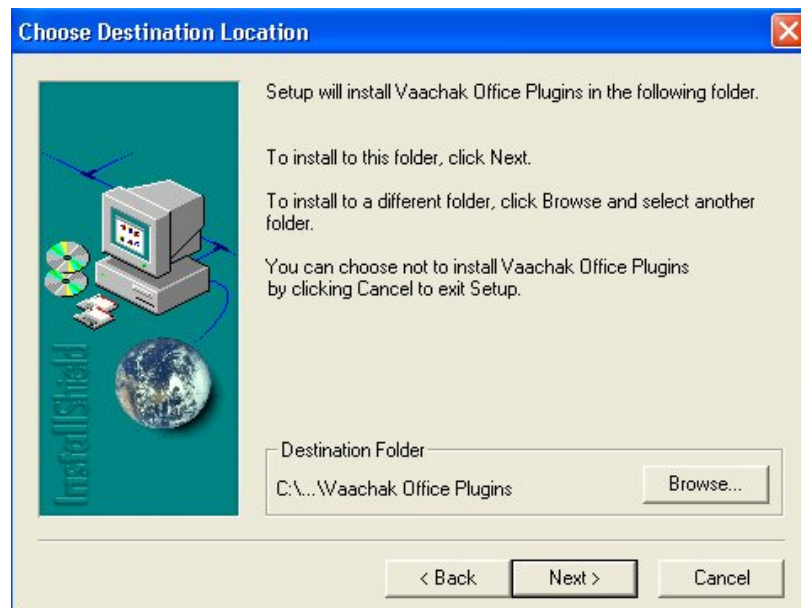 Choose Destination Location
Setup will install Vaachak Office Plugins in the following folder.
To install to this folder, click Next.
To install to a different folder, click Browse and select another
folder.
You can choose not to install Vaachak Office Plugins
by clicking Cancel to exit Setup.
InstallShield
Destination Folder
C:\...\Vaachak Office Plugins
Browse...
< Back
Next >
Cancel